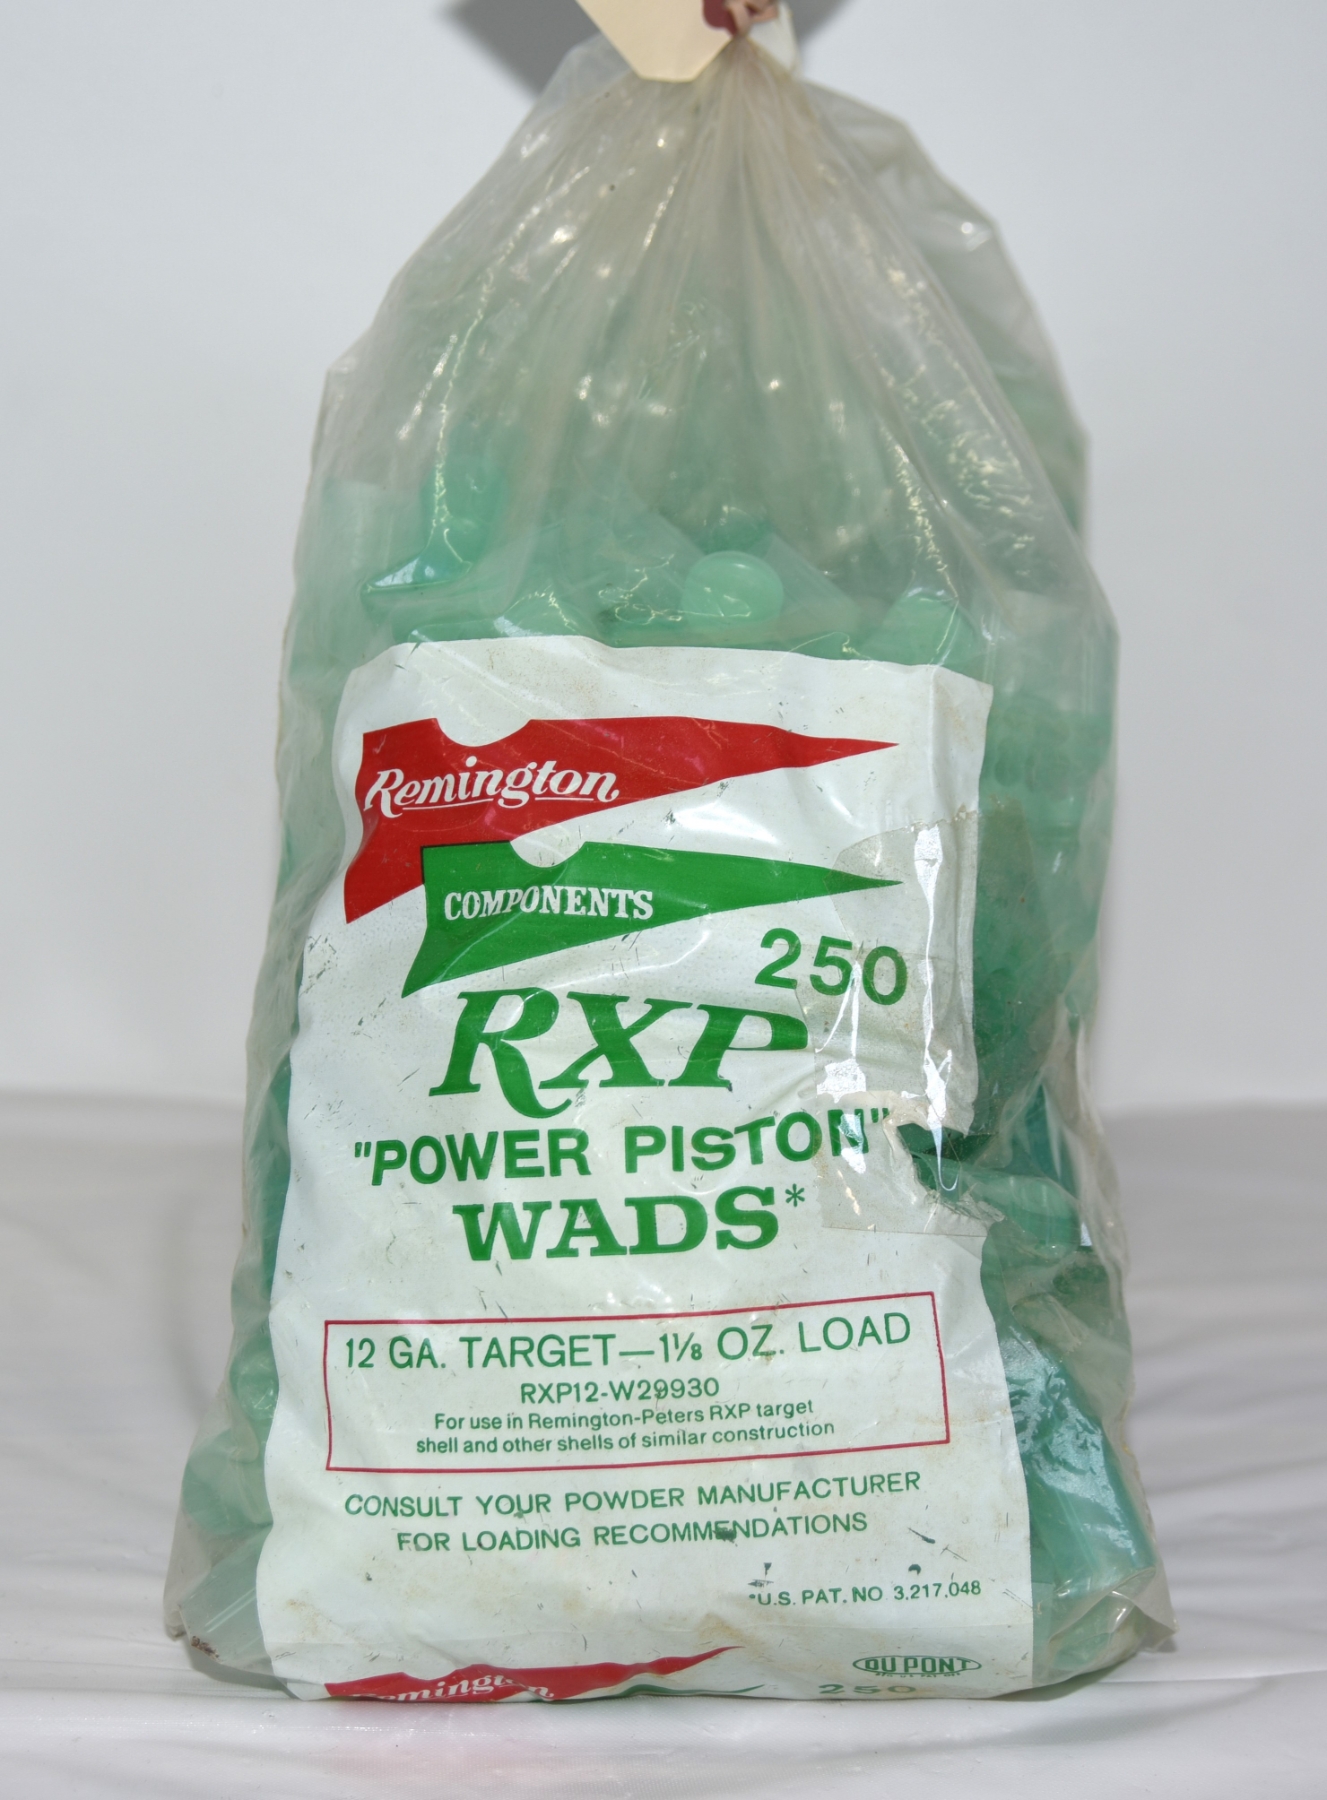 Remington
COMPONENTS
250
RXP
"POWER PISTON"
WADS*
12 GA. TARGET—1⅛ OZ. LOAD
RXP12-W29930
For use in Remington-Peters RXP target
shell and other shells of similar construction
CONSULT YOUR POWDER MANUFACTURER
FOR LOADING RECOMMENDATIONS
*U.S. PAT. NO 3,217,048
DU PONT
Remington
250